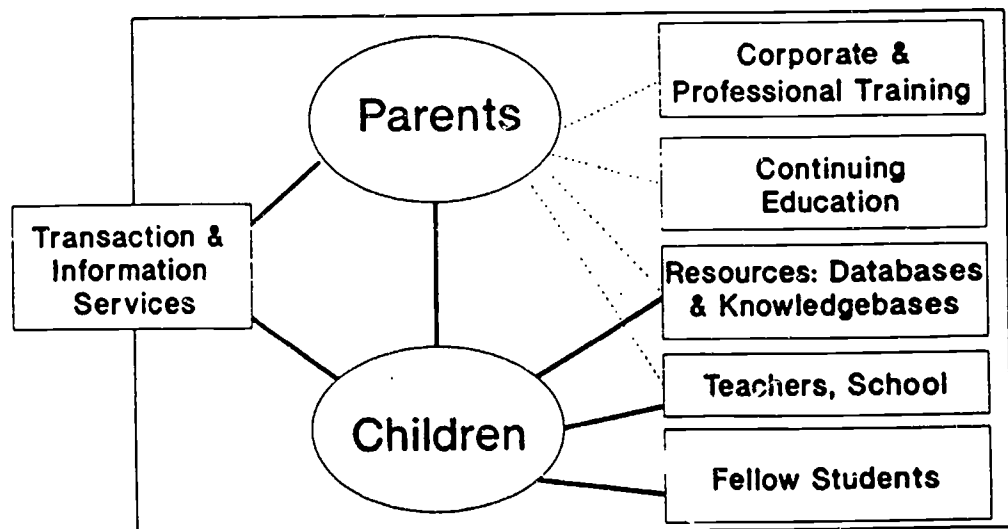 Parents
Corporate &
Professional Training
Continuing
Education
Transaction &
Information
Services
Resources: Databases
& Knowledgebases
Teachers, School
Children
Fellow Students